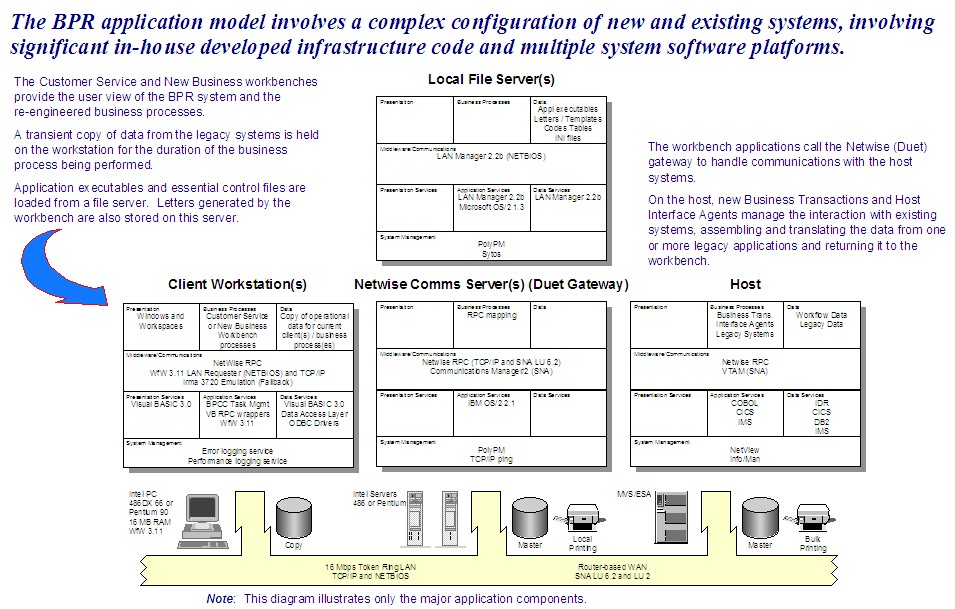 The BPR application model involves a complex configuration of new and existing systems, involving
significant in-house developed infrastructure code and multiple system software platforms.
The Customer Service and New Business workbenches
provide the user view of the BPR system and the
re-engineered business processes.
A transient copy of data from the legacy systems is held
on the workstation for the duration of the business
process being performed.
Application executables and essential control files are
loaded from a file server. Letters generated by the
workbench are also stored on this server.
Local File Server(s)
Presentation
Business Processes
Data
Appl executables
Letters / Templates
Codes Tables
INI files
Middleware/Communications
LAN Manager 2.2b (NETBIOS)
Presentation Services
Application Services
LAN Manager 2.2b
Microsoft OS/2 1.3
Data Services
LAN Manager 2.2b
System Management
PolyPM
Sytos
The workbench applications call the Netwise (Duet)
gateway to handle communications with the host
systems.
On the host, new Business Transactions and Host
Interface Agents manage the interaction with existing
systems, assembling and translating the data from one
or more legacy applications and returning it to the
workbench.
Client Workstation(s)
Presentation
Windows and
Workspaces
Business Processes
Customer Service
or New Business
Workbench
processes
Data
Copy of operational
data for current
client(s) / business
process(es)
Middleware/Communications
NetWise RPC
WfW 3.11 LAN Requester (NETBIOS) and TCP/IP
Irma 3720 Emulation (Fallback)
Presentation Services
Visual BASIC 3.0
Application Services
BPCC Task Mgmt
VB RPC wrappers
WfW 3.11
Data Services
Visual BASIC 3.0
Data Access Layer
ODBC Drivers
System Management
Error logging service
Performance logging service
Netwise Comms Server(s) (Duet Gateway)
Presentation
Business Processes
RPC mapping
Data
Middleware/Communications
Netwise RPC (TCP/IP and SNA LU 6.2)
Communications Manager2 (SNA)
Presentation Services
Application Services
IBM OS/2 2.1
Data Services
System Management
PolyPM
TCP/IP ping
Host
Presentation
Business Processes
Business Trans.
Interface Agents
Legacy Systems
Data
Workflow Data
Legacy Data
Middleware/Communications
Netwise RPC
VTAM (SNA)
Presentation Services
Application Services
COBOL
CICS
IMS
Data Services
IDR
CICS
DB2
IMS
System Management
NetView
Info/Man
Intel PC
486DX 66 or
Pentium 90
16 MB RAM
WfW 3.11
Copy
Intel Servers
486 or Pentium
Master
Local
Printing
MVS/ESA
Master
Bulk
Printing
16 Mbps Token Ring LAN
TCP/IP and NETBIOS
Router-based WAN
SNA LU 6.2 and LU 2
Note: This diagram illustrates only the major application components.